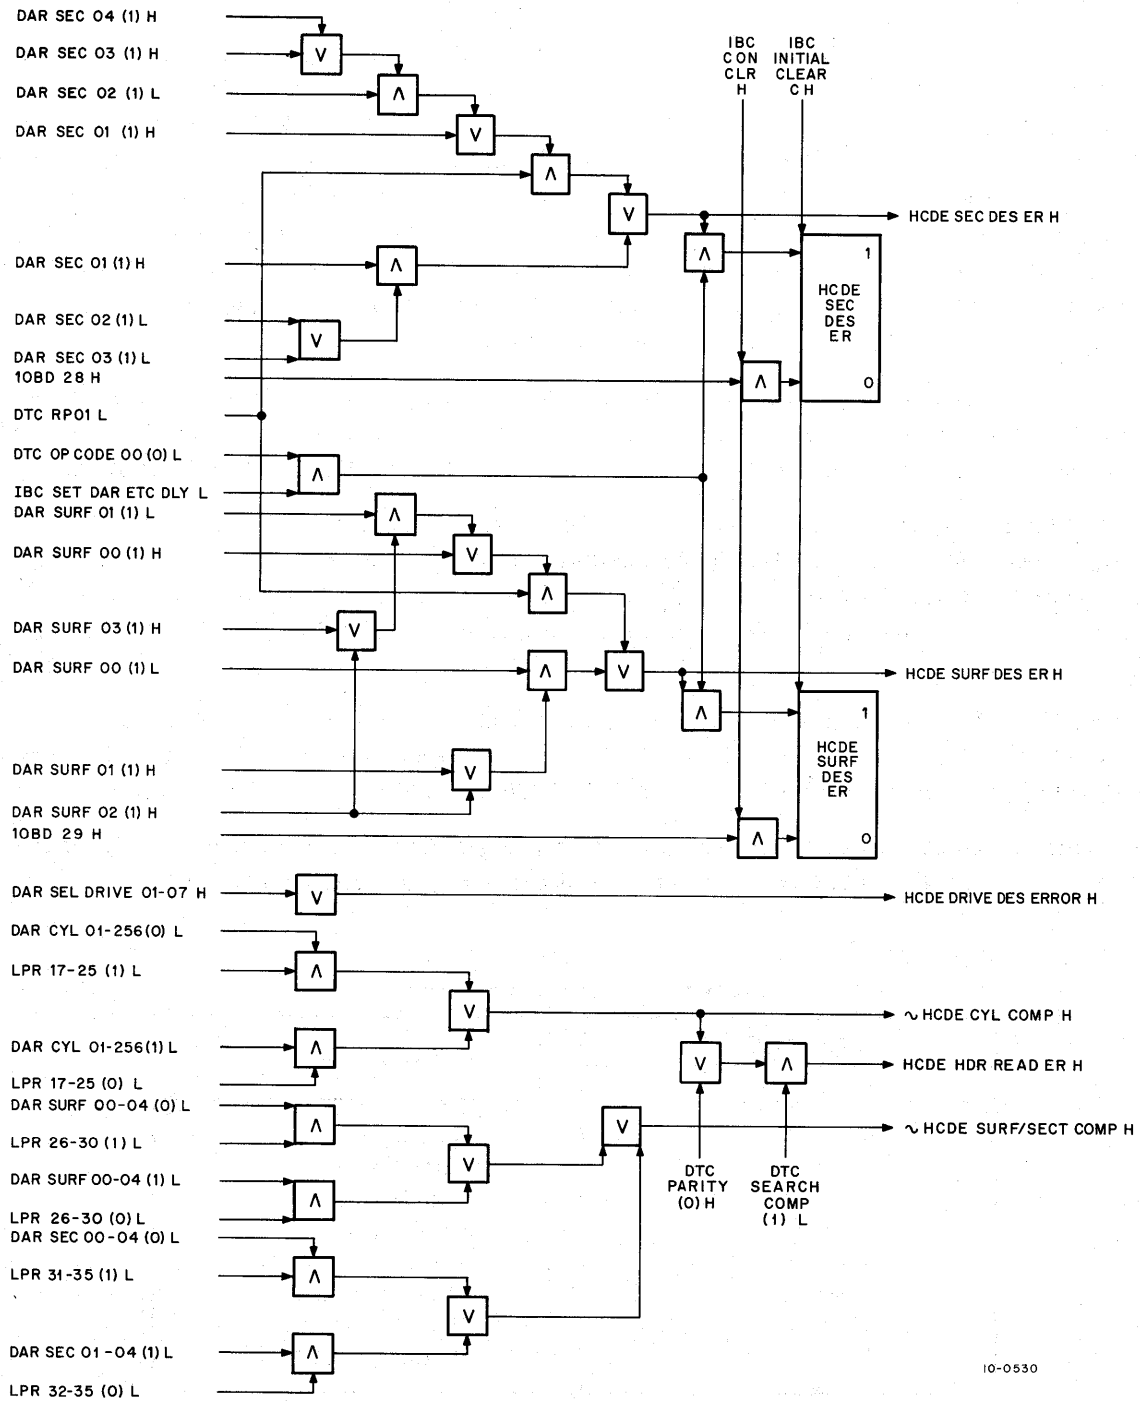 DAR SEC 04 (1) H
V
DAR SEC 03 (1) H
Λ
DAR SEC 02 (1) L
V
DAR SEC 01 (1) H
Λ
V
IBC
CON
CLR
H
IBC
INITIAL
CLEAR
C H
HCDE SEC DES ER H
Λ
DAR SEC 01 (1) H
Λ
1
HCDE
SEC
DES
ER
0
DAR SEC 02 (1) L
V
DAR SEC 03 (1) L
10BD 28 H
Λ
DTC RP01 L
DTC OP CODE 00 (0) L
Λ
IBC SET DAR ETC DLY L
DAR SURF 01 (1) L
Λ
DAR SURF 00 (1) H
V
Λ
DAR SURF 03 (1) H
V
DAR SURF 00 (1) L
Λ
V
HCDE SURF DES ER H
Λ
1
HCDE
SURF
DES
ER
0
DAR SURF 01 (1) H
V
DAR SURF 02 (1) H
10BD 29 H
Λ
DAR SEL DRIVE 01-07 H
V
HCDE DRIVE DES ERROR H
DAR CYL 01-256 (0) L
LPR 17-25 (1) L
Λ
V
~HCDE CYL COMP H
DAR CYL 01-256 (1) L
Λ
V
Λ
HCDE HDR READ ER H
LPR 17-25 (0) L
DAR SURF 00-04 (0) L
Λ
V
~HCDE SURF/SECT COMP H
LPR 26-30 (1) L
V
DTC
PARITY
(0) H
DTC
SEARCH
COMP
(1) L
DAR SURF 00-04 (1) L
Λ
LPR 26-30 (0) L
DAR SEC 00-04 (0) L
LPR 31-35 (1) L
Λ
V
DAR SEC 01-04 (1) L
Λ
LPR 32-35 (0) L
10-0530